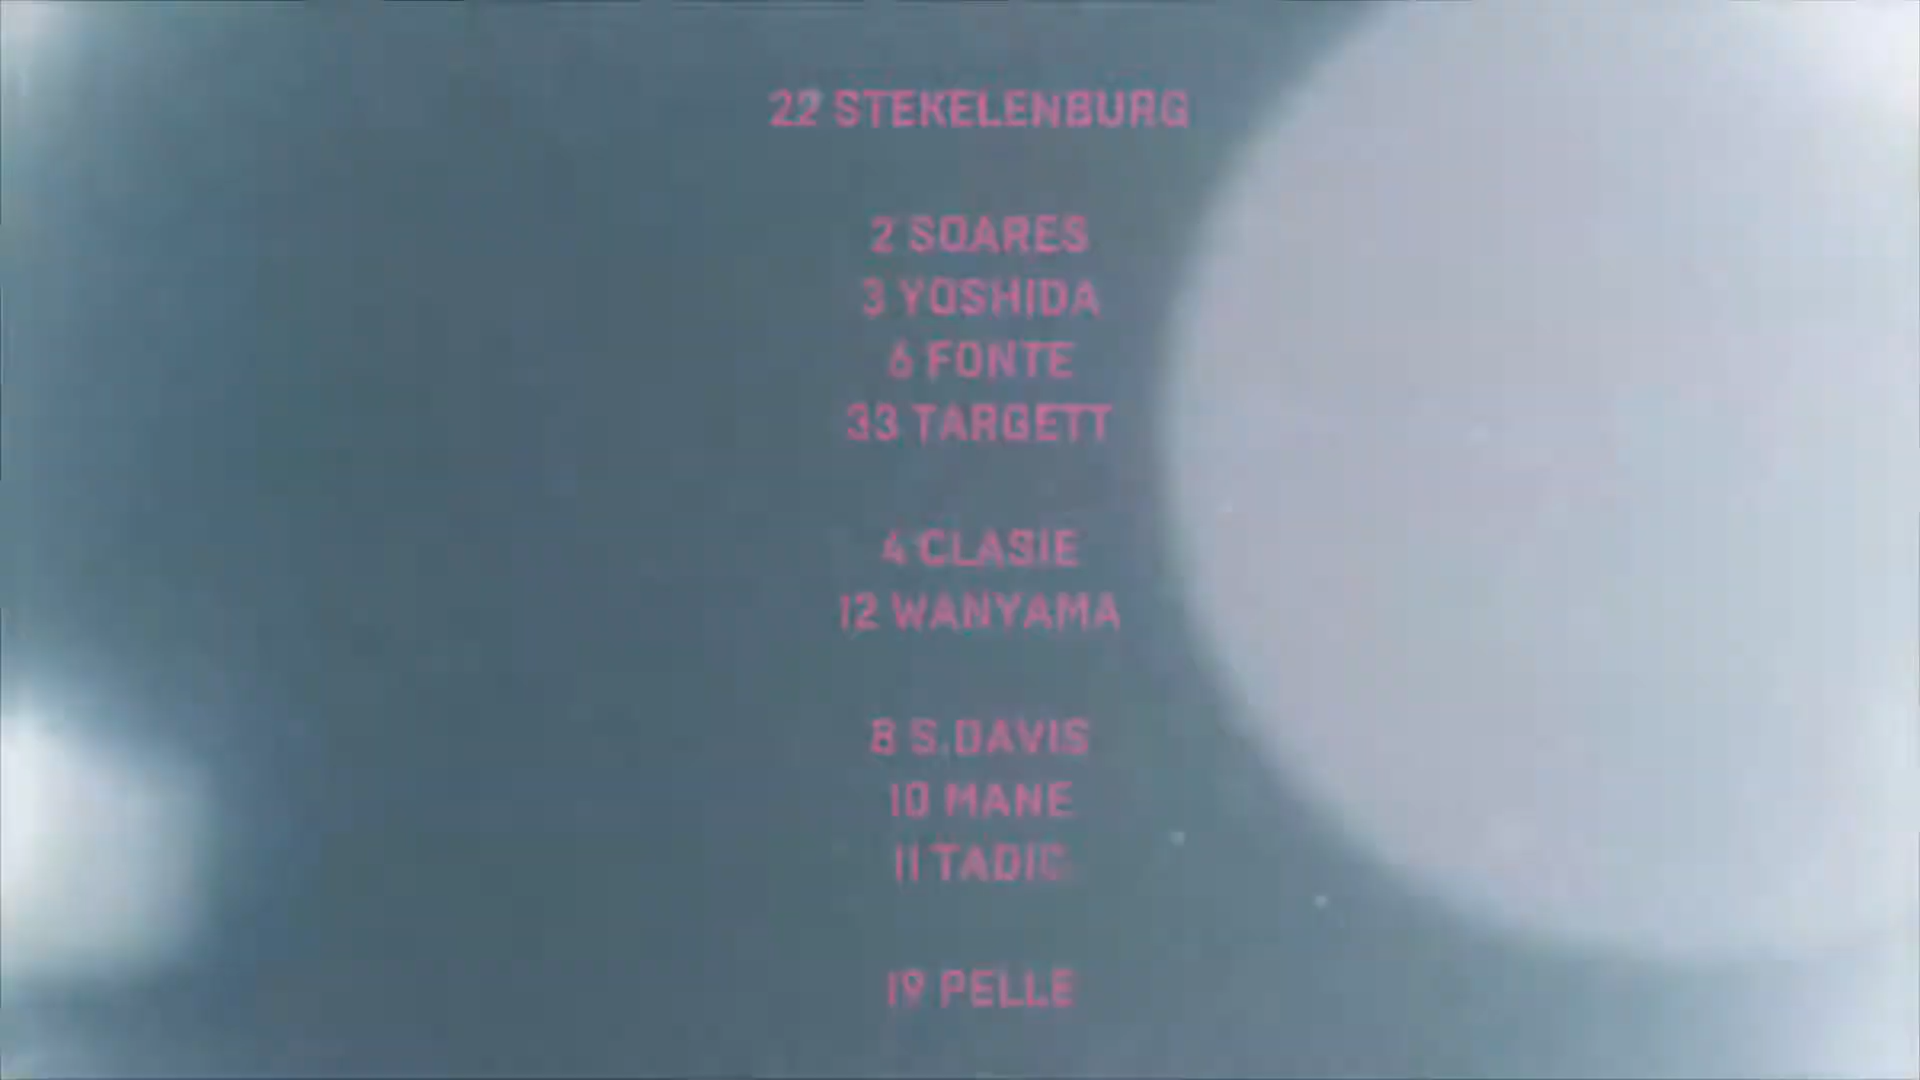 22 STEKELENBURG
2 SOARES
3 YOSHIDA
6 FONTE
33 TARGETT
4 CLASIE
12 WANYAMA
8 S.DAVIS
10 MANE
11 TADIC
19 PELLE